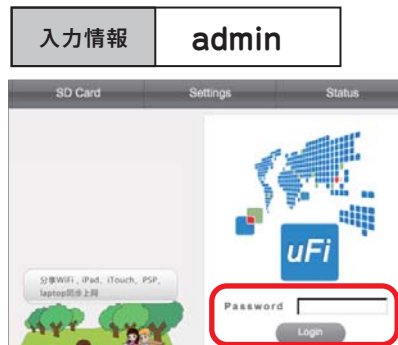 入力情報 admin
SD Card Settings Status
uFi
分享WiFi，iPad，iTouch，PSP，
laptop同步上网
Password
Login